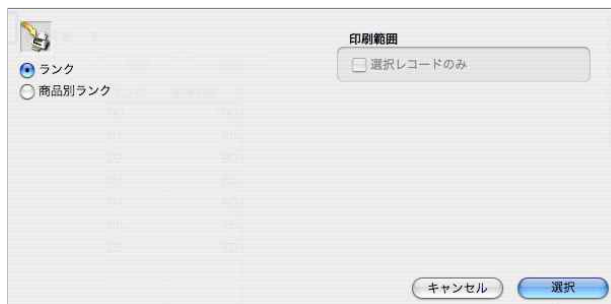 印刷範囲
ランク
選択レコードのみ
商品別ランク
キャンセル
選択